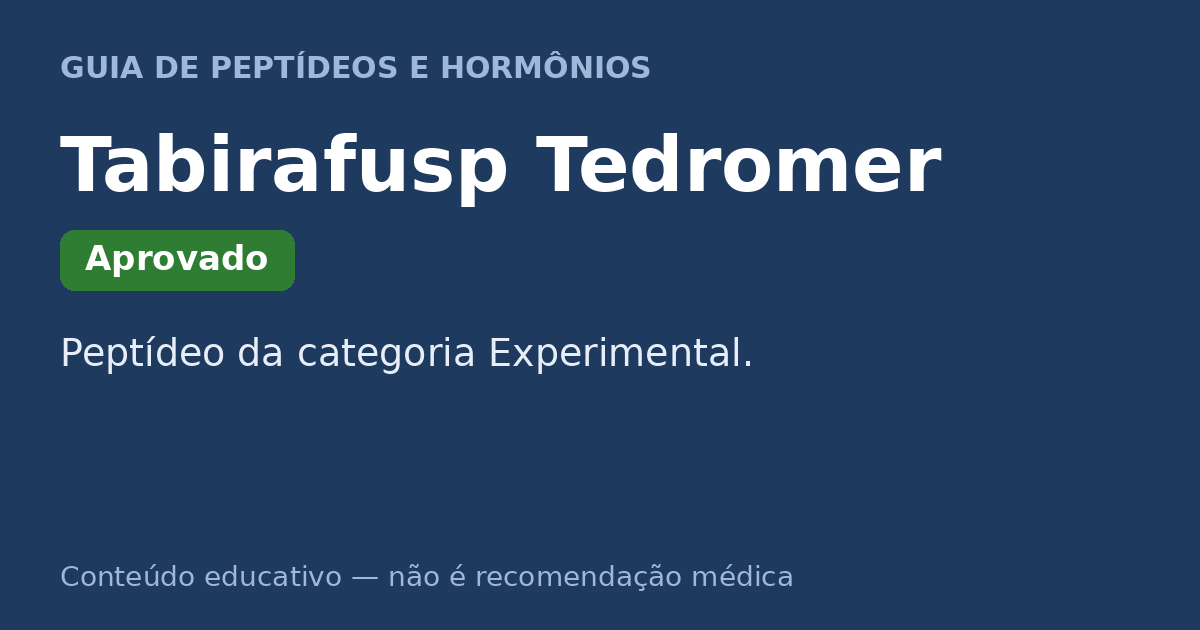 GUIA DE PEPTÍDEOS E HORMÔNIOS
Tabirafusp Tedromer
Aprovado
Peptídeo da categoria Experimental.
Conteúdo educativo — não é recomendação médica